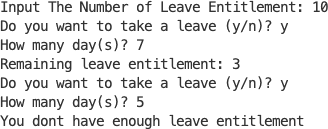 Input The Number of Leave Entitlement: 10
Do you want to take a leave (y/n)? y
How many day(s)? 7
Remaining leave entitlement: 3
Do you want to take a leave (y/n)? y
How many day(s)? 5
You dont have enough leave entitlement